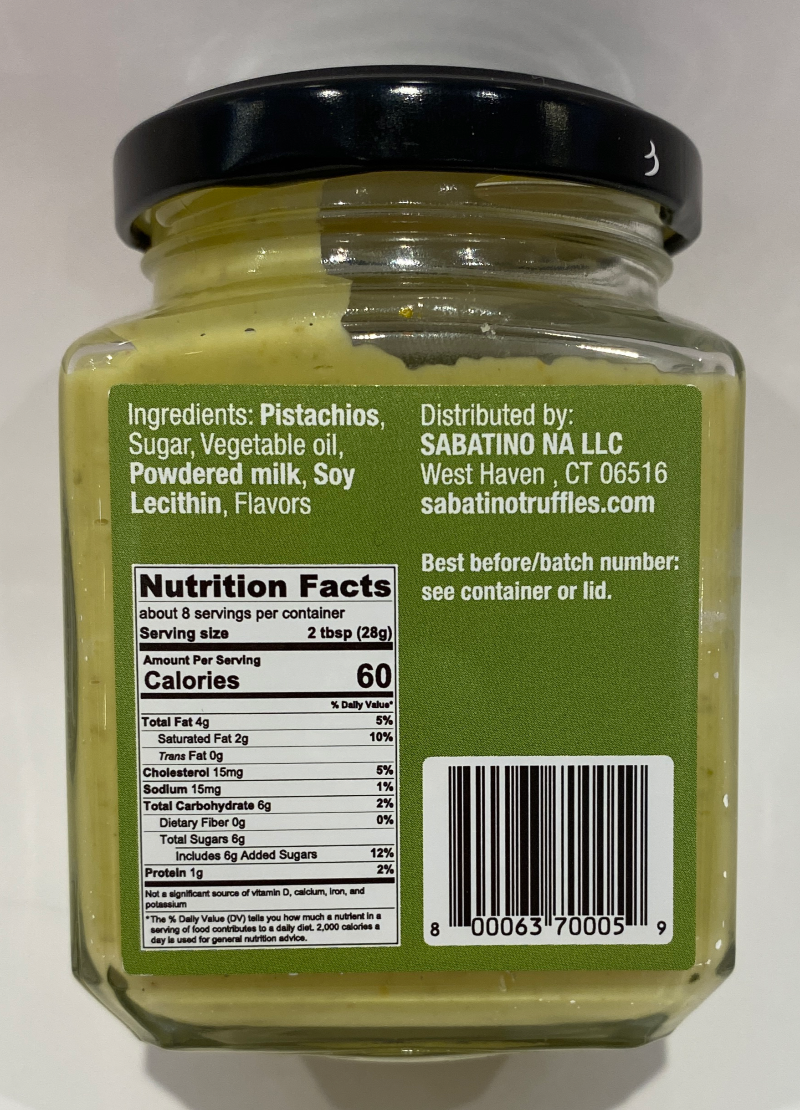 Ingredients: Pistachios,
Sugar, Vegetable oil,
Powdered milk, Soy
Lecithin, Flavors
Distributed by:
SABATINO NA LLC
West Haven , CT 06516
sabatinotruffles.com
Best before/batch number:
see container or lid.
Nutrition Facts
about 8 servings per container
Serving size 2 tbsp (28g)
Amount Per Serving
Calories 60
% Daily Value*
Total Fat 4g 5%
Saturated Fat 2g 10%
Trans Fat 0g
Cholesterol 15mg 5%
Sodium 15mg 1%
Total Carbohydrate 6g 2%
Dietary Fiber 0g 0%
Total Sugars 6g
Includes 6g Added Sugars 12%
Protein 1g 2%
Not a significant source of vitamin D, calcium, iron, and
potassium
*The % Daily Value (DV) tells you how much a nutrient in a
serving of food contributes to a daily diet. 2,000 calories a
day is used for general nutrition advice.
8 00063 70005 9